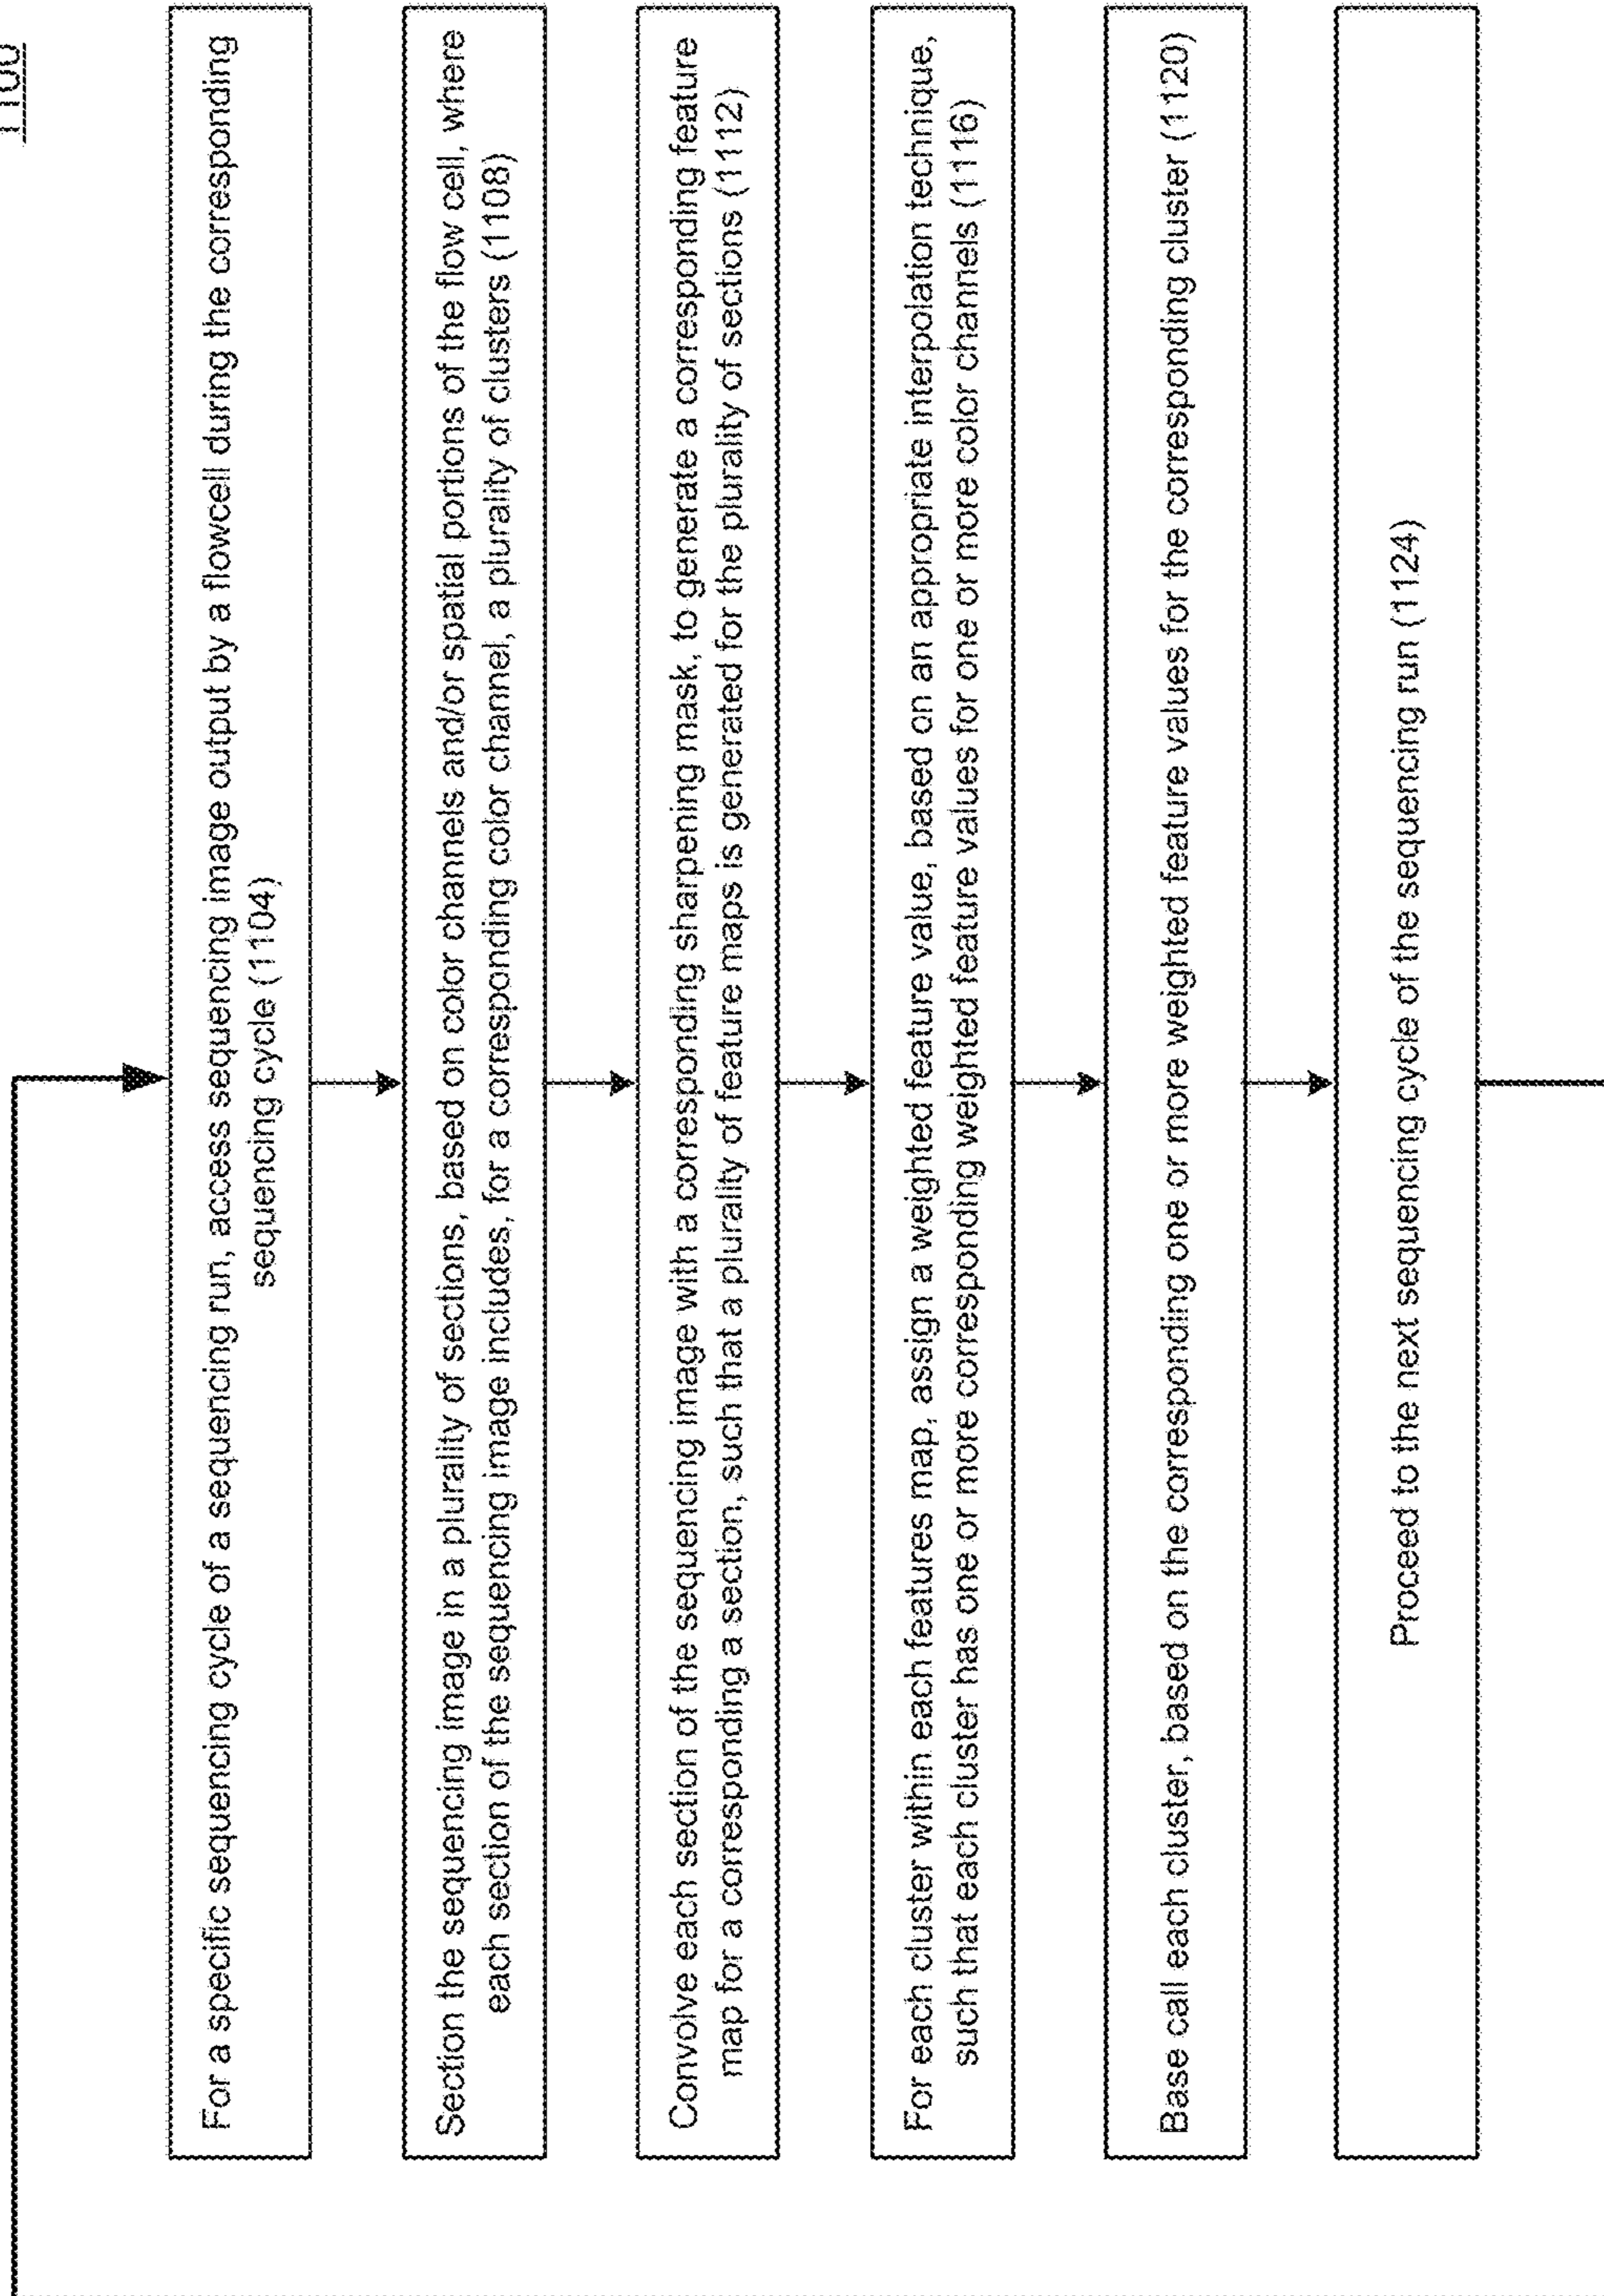 1100
For a specific sequencing cycle of a sequencing run, access sequencing image output by a flowcell during the corresponding
sequencing cycle (1104)
Section the sequencing image in a plurality of sections, based on color channels and/or spatial portions of the flow cell, where
each section of the sequencing image includes, for a corresponding color channel, a plurality of clusters (1108)
Convolve each section of the sequencing image with a corresponding sharpening mask, to generate a corresponding feature
map for a corresponding a section, such that a plurality of feature maps is generated for the plurality of sections (1112)
For each cluster within each features map, assign a weighted feature value, based on an appropriate interpolation technique,
such that each cluster has one or more corresponding weighted feature values for one or more color channels (1116)
Base call each cluster, based on the corresponding one or more weighted feature values for the corresponding cluster (1120)
Proceed to the next sequencing cycle of the sequencing run (1124)